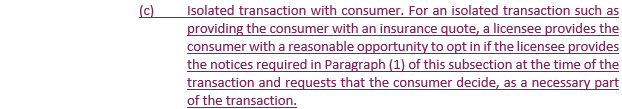 (c) Isolated transaction with consumer. For an isolated transaction such as
providing the consumer with an insurance quote, a licensee provides the
consumer with a reasonable opportunity to opt in if the licensee provides
the notices required in Paragraph (1) of this subsection at the time of the
transaction and requests that the consumer decide, as a necessary part
of the transaction.